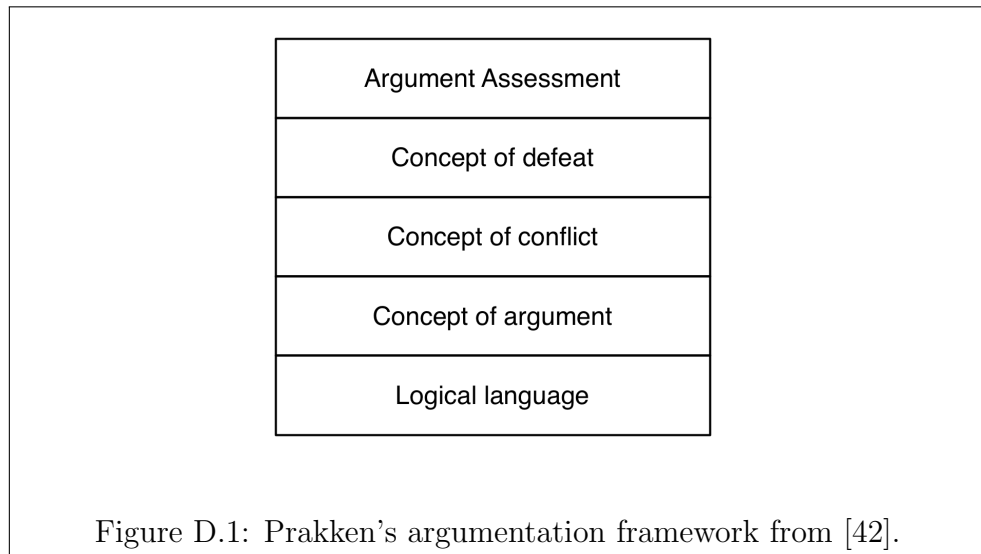 Argument Assessment
Concept of defeat
Concept of conflict
Concept of argument
Logical language
Figure D.1: Prakken's argumentation framework from [42].